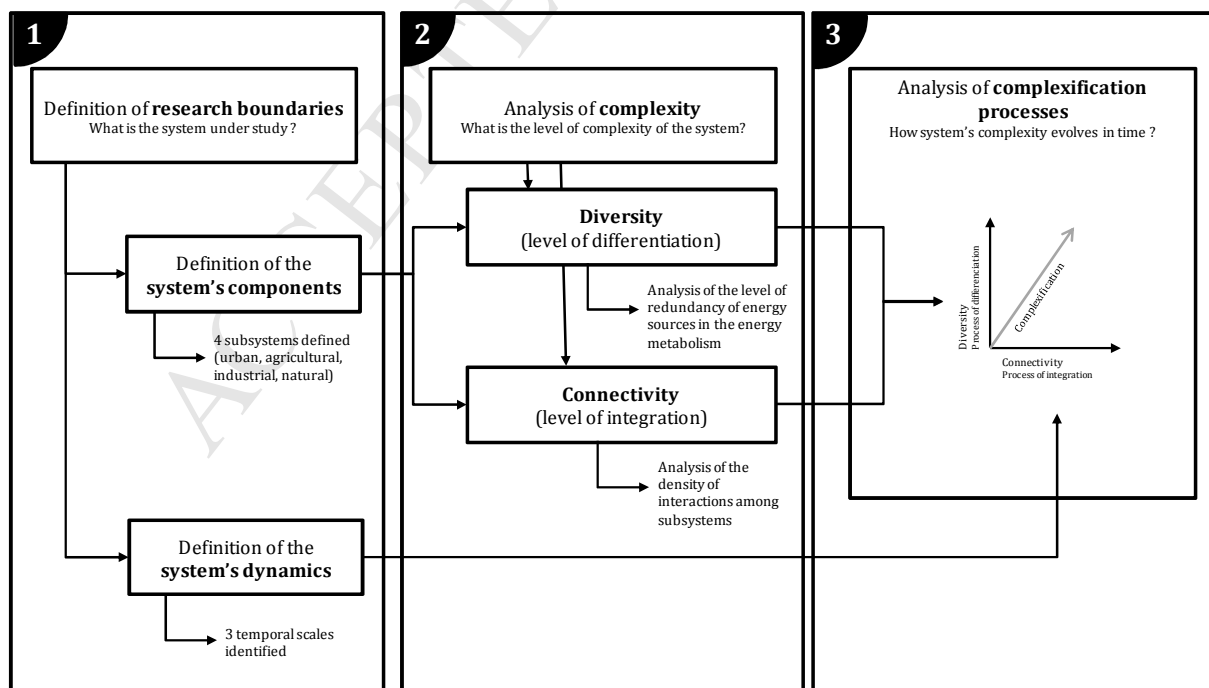 1
Definition of research boundaries
What is the system under study ?
Definition of the
system's components
4 subsystems defined
(urban, agricultural,
industrial, natural)
Definition of the
system's dynamics
3 temporal scales
identified
2
Analysis of complexity
What is the level of complexity of the system?
Diversity
(level of differentiation)
Analysis of the level of
redundancy of energy
sources in the energy
metabolism
Connectivity
(level of integration)
Analysis of the
density of
interactions among
subsystems
3
Analysis of complexification
processes
How system's complexity evolves in time ?
Diversity
Process of differenciation
Complexification
Connectivity
Process of integration
ACCEPTE